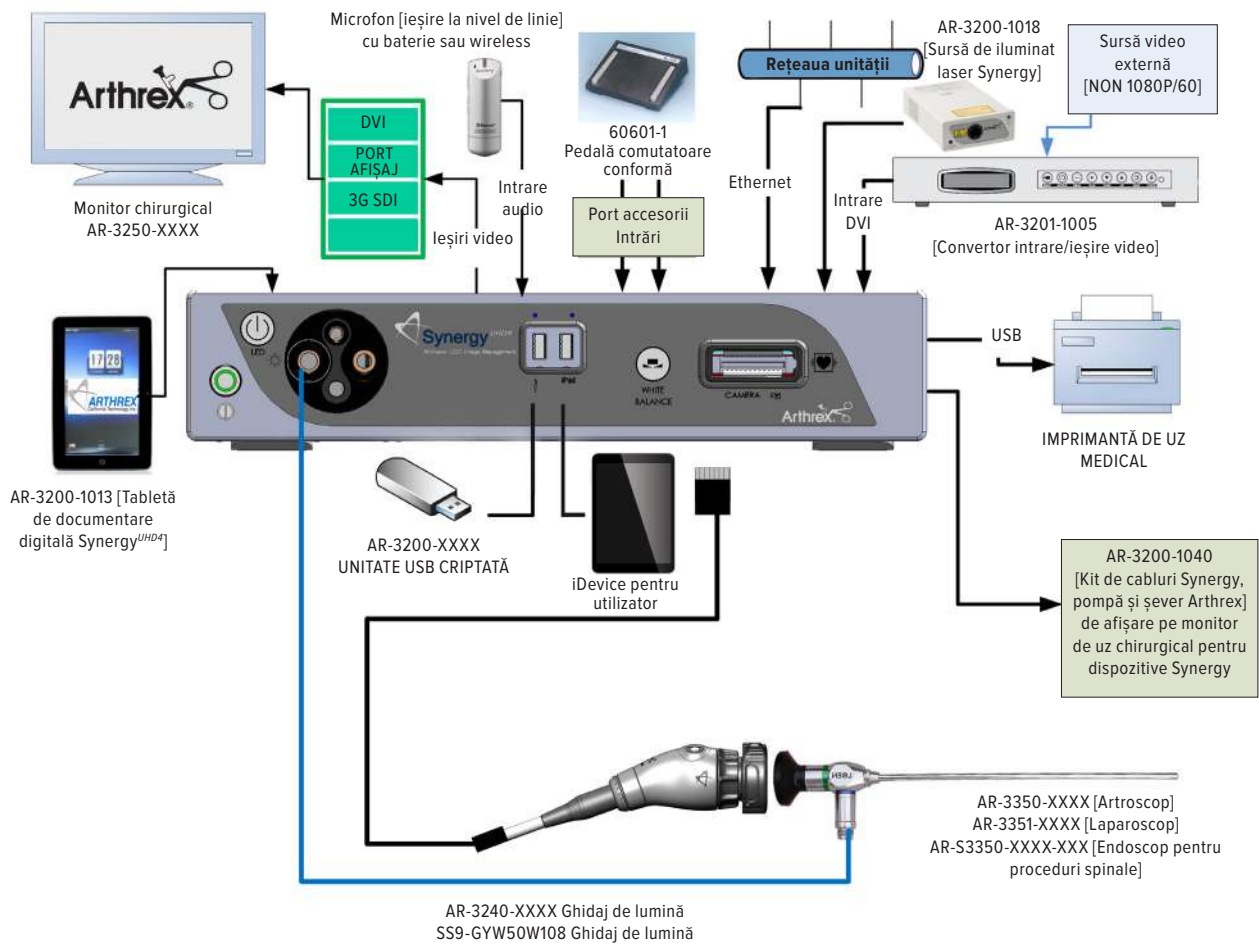 Arthrex
Monitor chirurgical
AR-3250-XXXX
DVI
PORT
AFIȘAJ
3G SDI
Ieșiri video
Microfon [ieșire la nivel de linie]
cu baterie sau wireless
Intrare
audio
60601-1
Pedală comutatoare
conformă
Port accesorii
Intrări
Rețeaua unității
Ethernet
AR-3200-1018
[Sursă de iluminat
laser Synergy]
Sursă video
externă
[NON 1080P/60]
Intrare
DVI
AR-3201-1005
[Convertor intrare/ieșire video]
LED
Synergy UHD4
iPad
WHITE
BALANCE
CAMERA
Arthrex
17 28
ARTHREX
AR-3200-1013 [Tabletă
de documentare
digitală Synergy UHD4]
AR-3200-XXXX
UNITATE USB CRIPTATĂ
iDevice pentru
utilizator
USB
IMPRIMANTĂ DE UZ
MEDICAL
AR-3200-1040
[Kit de cabluri Synergy,
pompă și șever Arthrex]
de afișare pe monitor
de uz chirurgical pentru
dispozitive Synergy
AR-3350-XXXX [Artroscop]
AR-3351-XXXX [Laparoscop]
AR-S3350-XXXX-XXX [Endoscop pentru
proceduri spinale]
AR-3240-XXXX Ghidaj de lumină
SS9-GYW50W108 Ghidaj de lumină